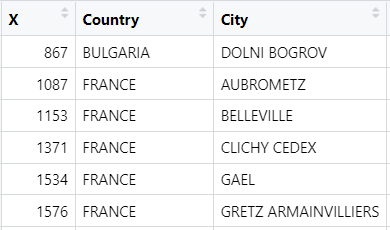 X Country City
867 BULGARIA DOLNI BOGROV
1087 FRANCE AUBROMETZ
1153 FRANCE BELLEVILLE
1371 FRANCE CLICHY CEDEX
1534 FRANCE GAEL
1576 FRANCE GRETZ ARMAINVILLIERS